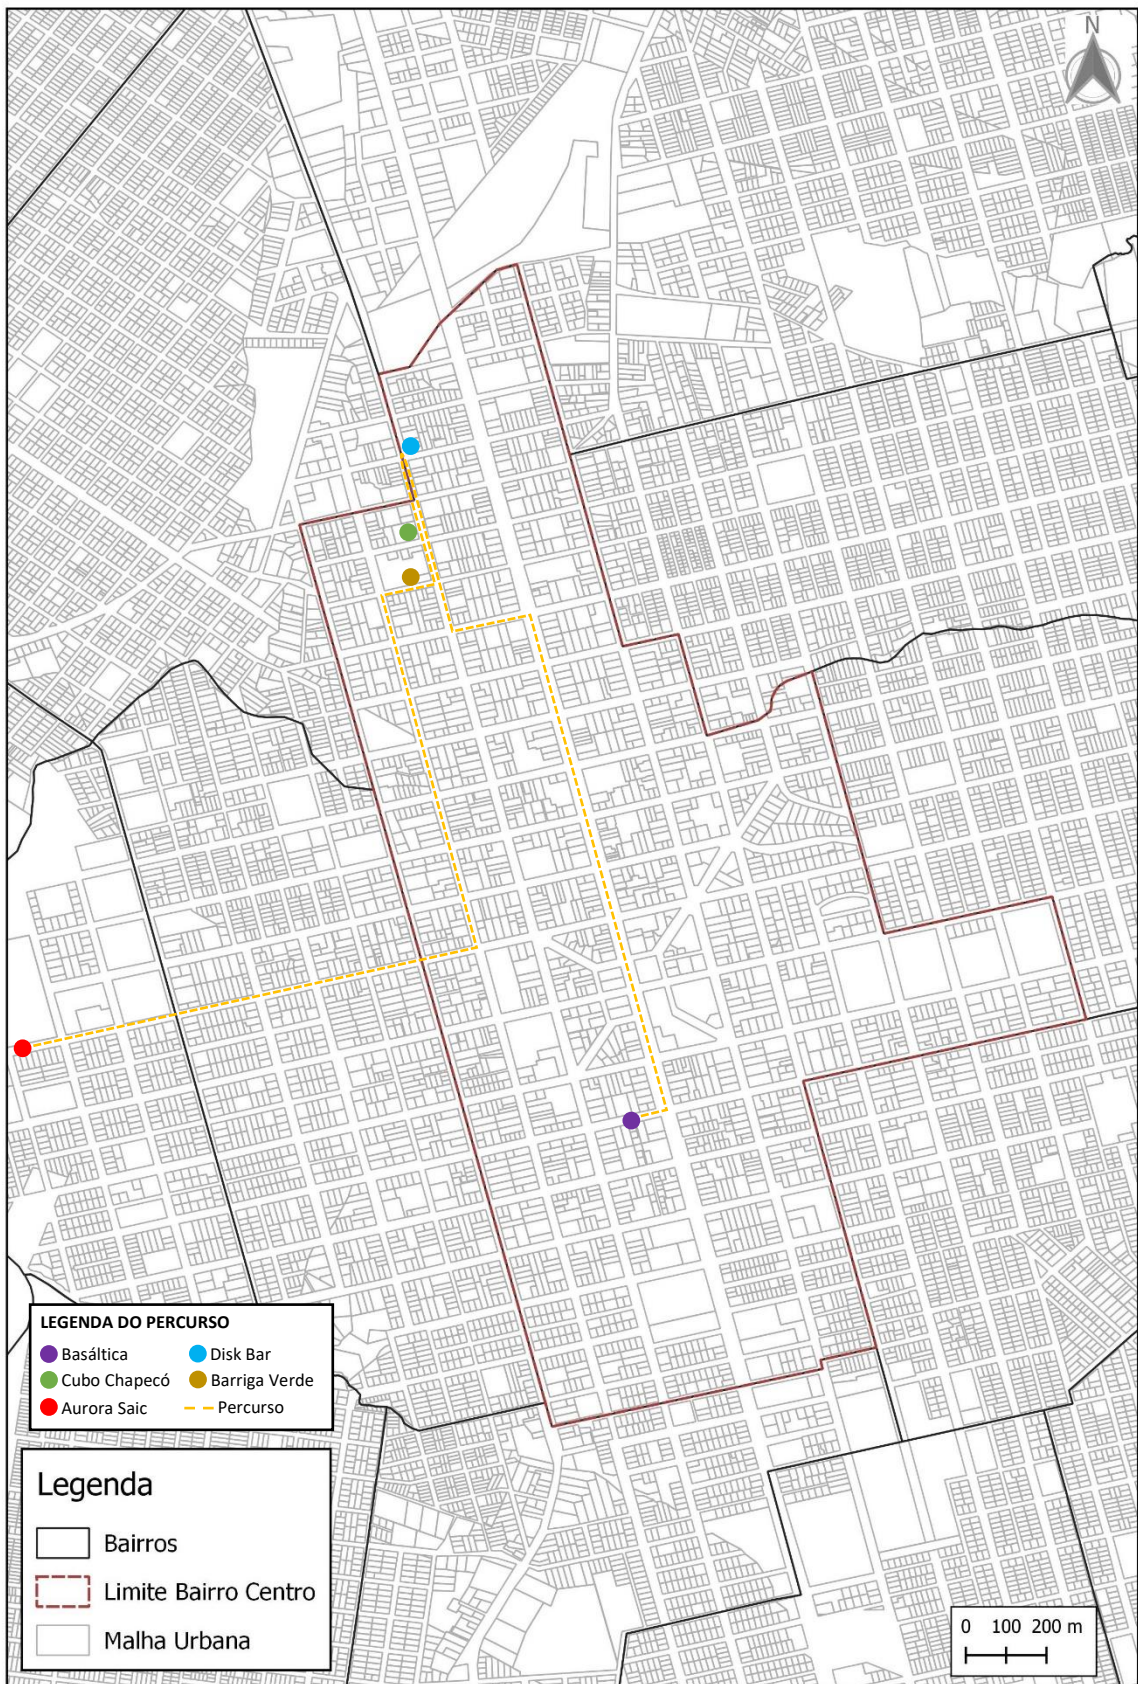 N
LEGENDA DO PERCURSO
Basáltica Disk Bar
Cubo Chapecó Barriga Verde
Aurora Saic Percurso
Legenda
Bairros
Limite Bairro Centro
Malha Urbana
0 100 200 m